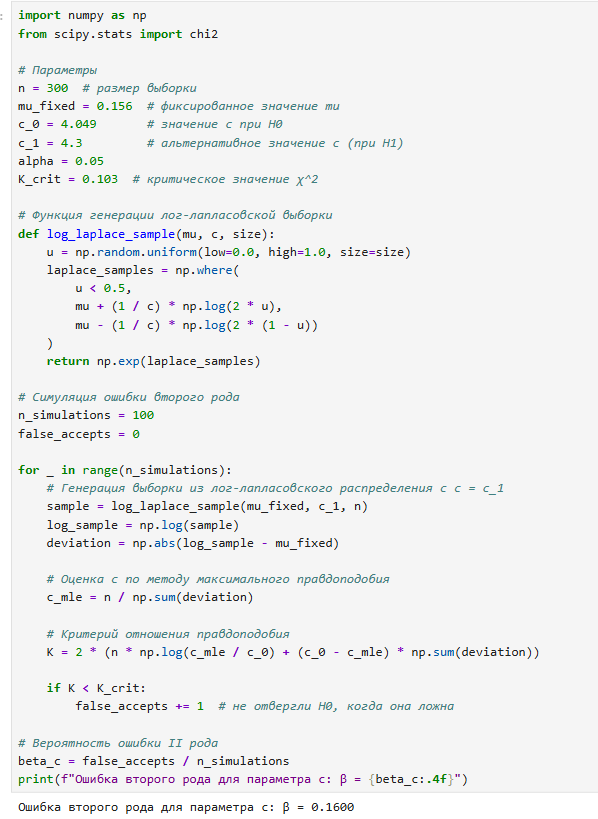 import numpy as np
from scipy.stats import chi2

# Параметры
n = 300  # размер выборки
mu_fixed = 0.156  # фиксированное значение mu
c_0 = 4.049        # значение c при H0
c_1 = 4.3          # альтернативное значение c (при H1)
alpha = 0.05
K_crit = 0.103  # критическое значение χ^2

# Функция генерации лог-лапласовской выборки
def log_laplace_sample(mu, c, size):
    u = np.random.uniform(low=0.0, high=1.0, size=size)
    laplace_samples = np.where(
        u < 0.5,
        mu + (1 / c) * np.log(2 * u),
        mu - (1 / c) * np.log(2 * (1 - u))
    )
    return np.exp(laplace_samples)

# Симуляция ошибки второго рода
n_simulations = 100
false_accepts = 0

for _ in range(n_simulations):
    # Генерация выборки из лог-лапласовского распределения с c = c_1
    sample = log_laplace_sample(mu_fixed, c_1, n)
    log_sample = np.log(sample)
    deviation = np.abs(log_sample - mu_fixed)

    # Оценка c по методу максимального правдоподобия
    c_mle = n / np.sum(deviation)

    # Критерий отношения правдоподобия
    K = 2 * (n * np.log(c_mle / c_0) + (c_0 - c_mle) * np.sum(deviation))

    if K < K_crit:
        false_accepts += 1  # не отвергли H0, когда она ложна

# Вероятность ошибки II рода
beta_c = false_accepts / n_simulations
print(f"Ошибка второго рода для параметра c: β = {beta_c:.4f}")
Ошибка второго рода для параметра c: β = 0.1600